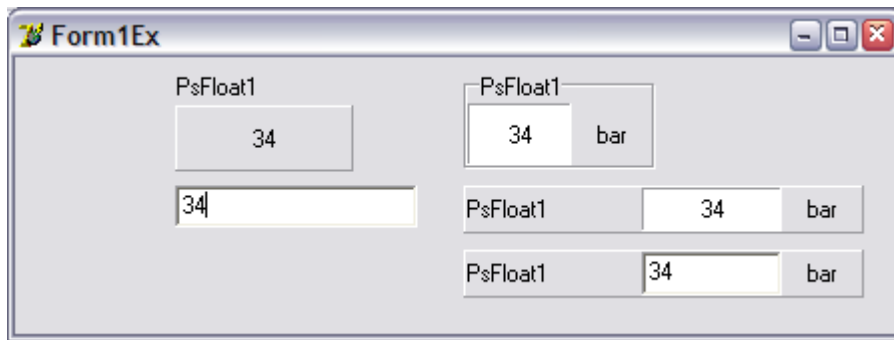 Form1Ex
PsFloat1
34
34
PsFloat1
34 bar
PsFloat1 34 bar
PsFloat1 34 bar